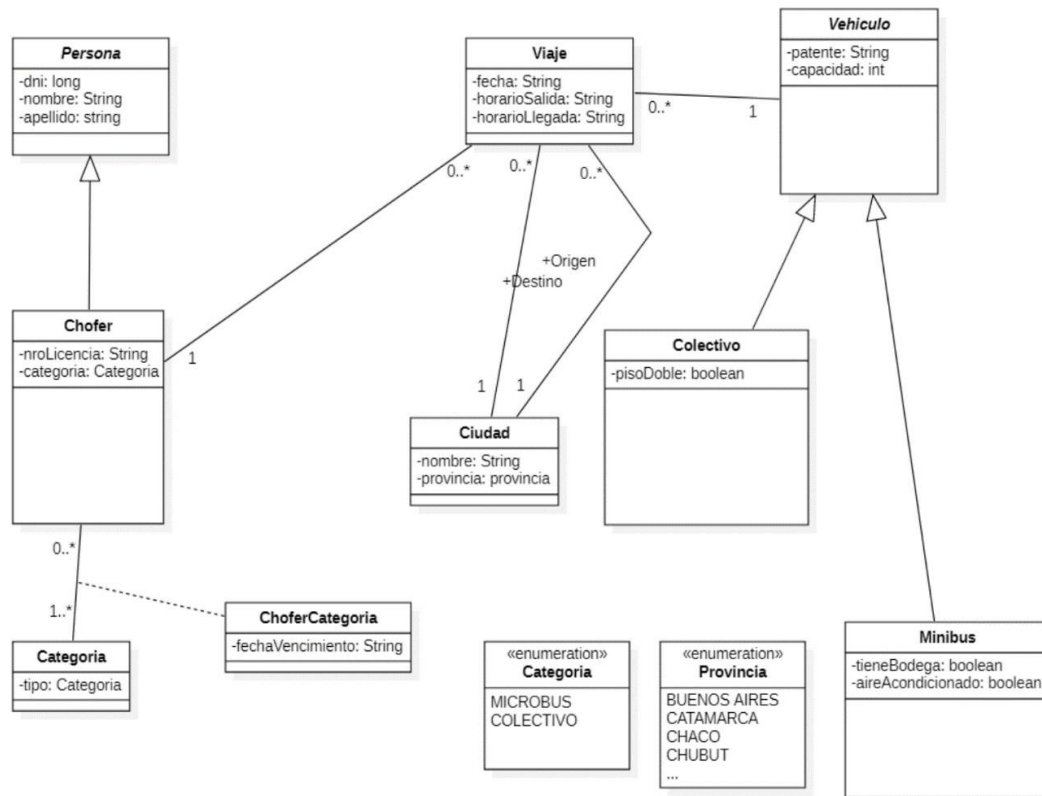 Persona
-dni: long
-nombre: String
-apellido: string
Viaje
-fecha: String
-horarioSalida: String
-horarioLlegada: String
Vehiculo
-patente: String
-capacidad: int
0..*
1
0..*
0..*
0..*
+Origen
+Destino
Chofer
-nroLicencia: String
-categoria: Categoria
1
Colectivo
-pisoDoble: boolean
1
1
Ciudad
-nombre: String
-provincia: provincia
0..*
1..*
ChoferCategoria
-fechaVencimiento: String
Categoria
-tipo: Categoria
«enumeration»
Categoria
MICROBUS
COLECTIVO
«enumeration»
Provincia
BUENOS AIRES
CATAMARCA
CHACO
CHUBUT
...
Minibus
-tieneBodega: boolean
-aireAcondicionado: boolean